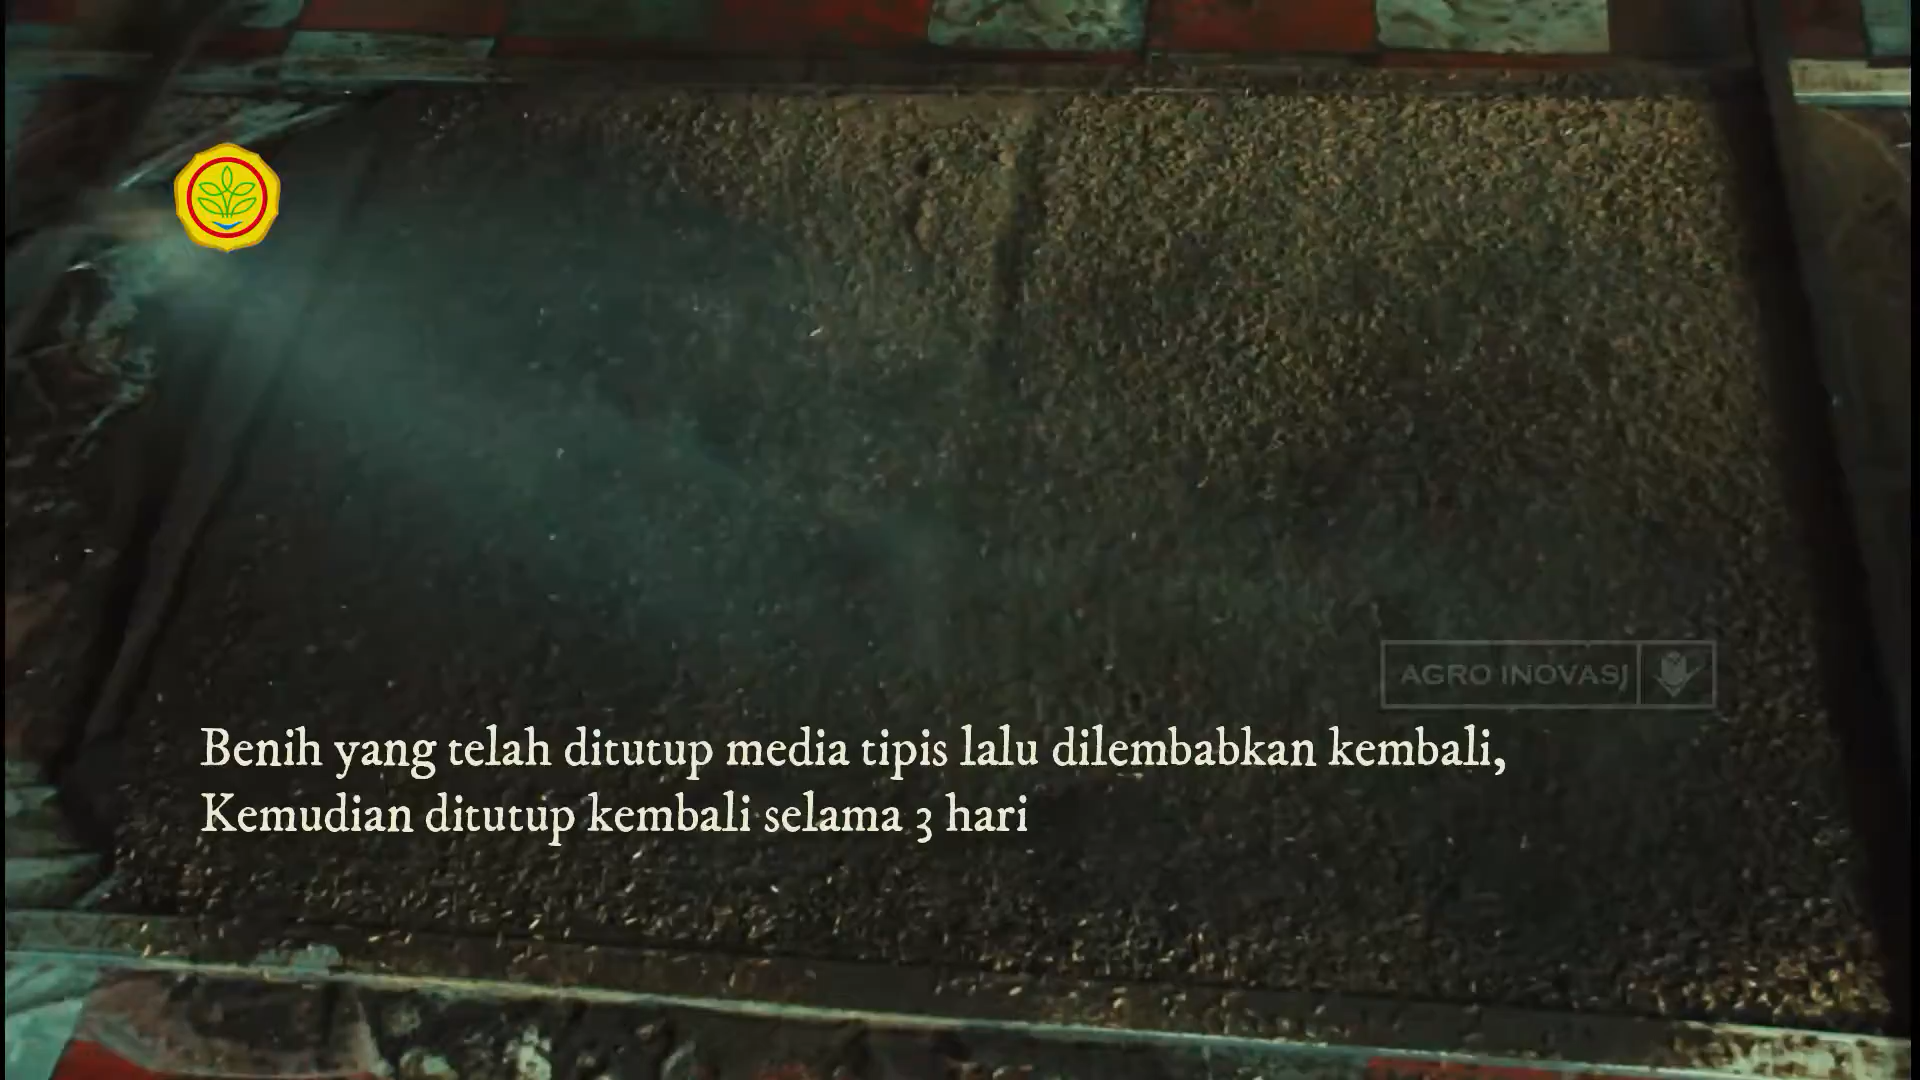 AGRO INOVASI
Benih yang telah ditutup media tipis lalu dilembabkan kembali,
Kemudian ditutup kembali selama 3 hari